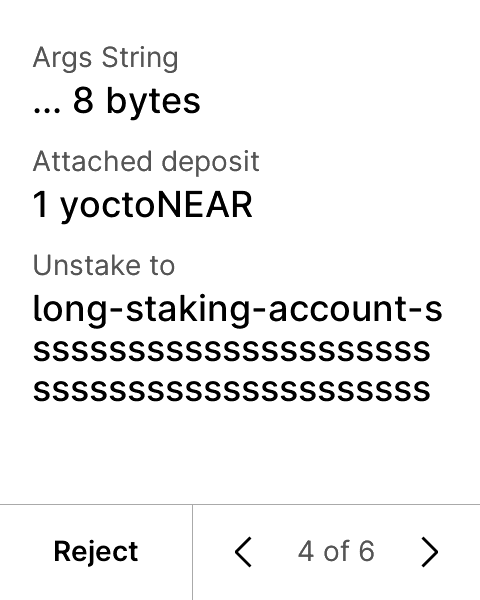 Args String
... 8 bytes
Attached deposit
1 yoctoNEAR
Unstake to
long-staking-account-s
sssssssssssssssssssss
sssssssssssssssssssss
Reject
4 of 6